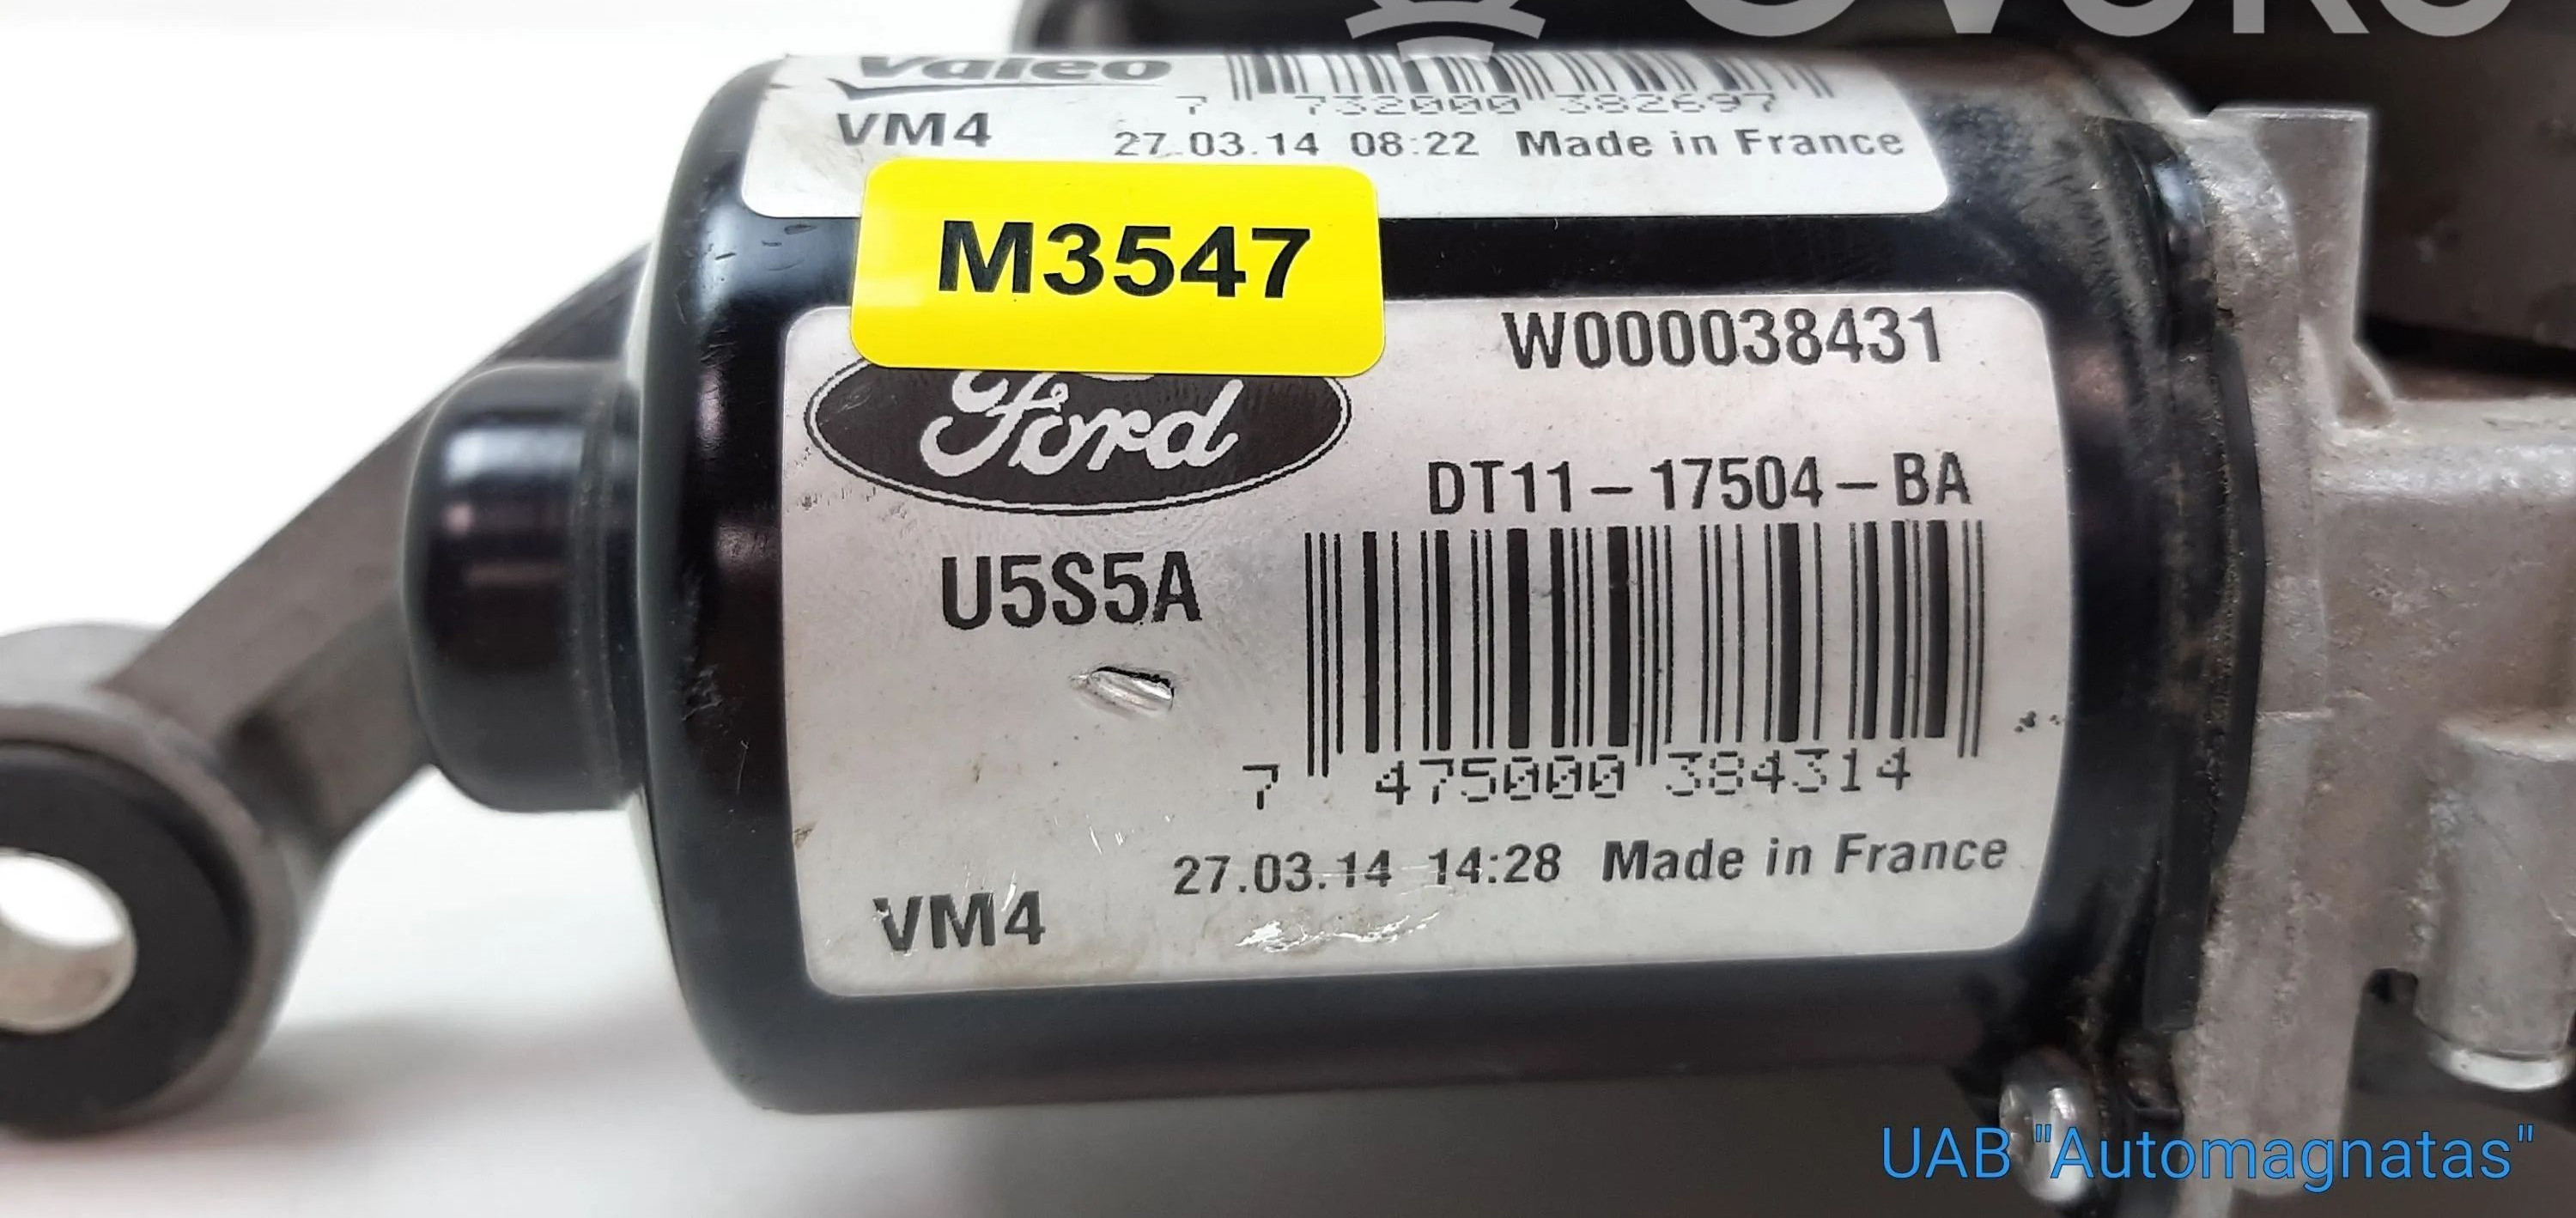 Valeo
7 732000 382697
VM4
27.03.14 08:22 Made in France
M3547
W000038431
Ford
DT11-17504-BA
U5S5A
7 475000 384314
27.03.14 14:28 Made in France
VM4
UAB "Automagnatas"